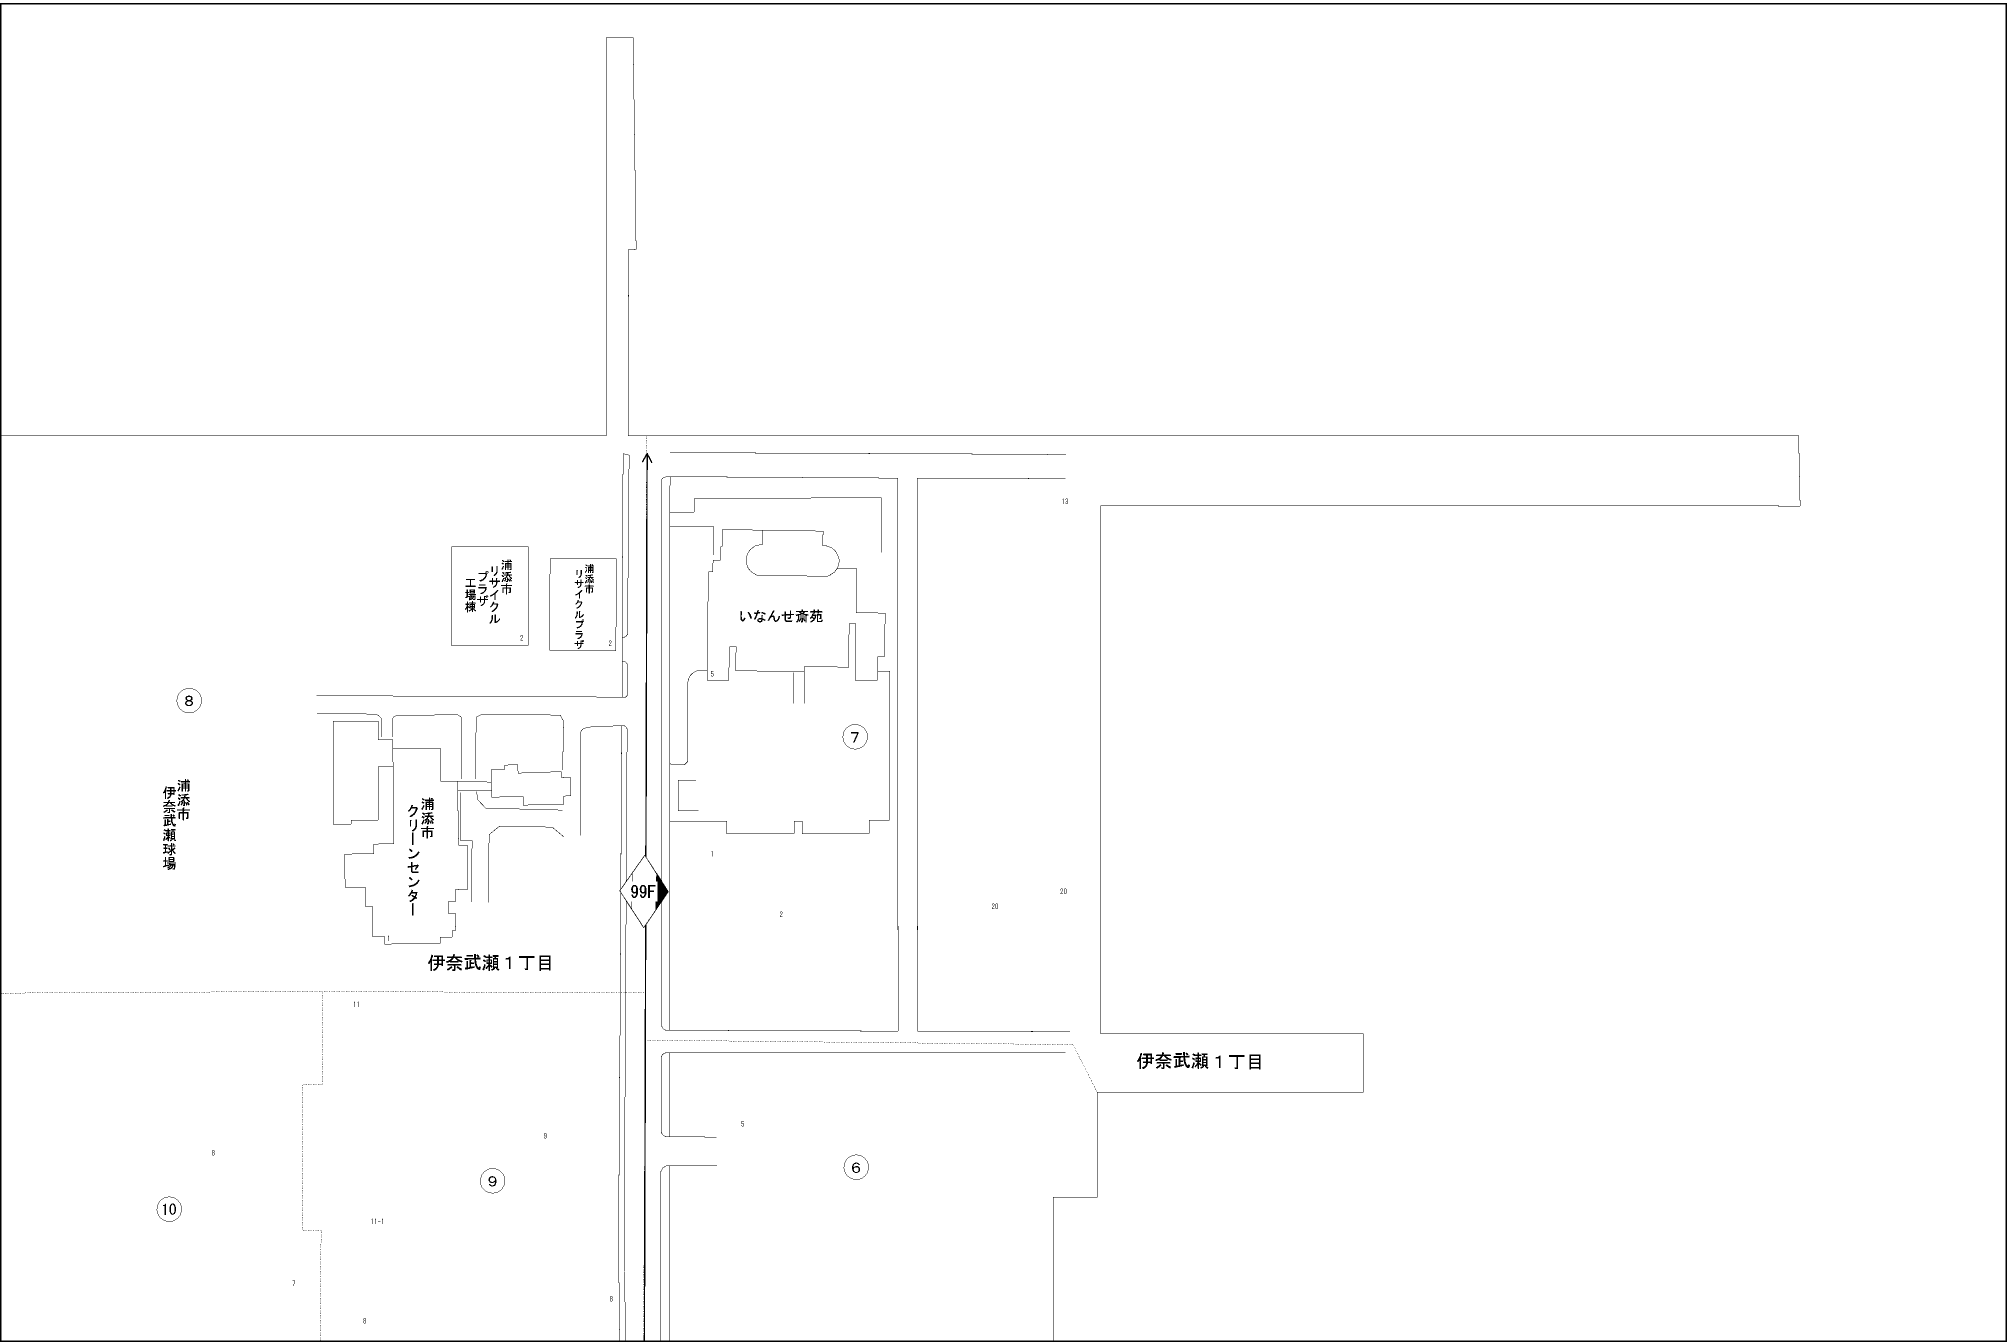 13
浦添市
リサイクル
プラザ
工場棟
2
浦添市
リサイクルプラザ
2
いなんせ斎苑
5
8
7
浦添市
伊奈武瀬球場
浦添市
クリーンセンター
1
99F
20
20
2
伊奈武瀬１丁目
11
伊奈武瀬１丁目
5
9
8
6
9
10
11-1
7
8
8